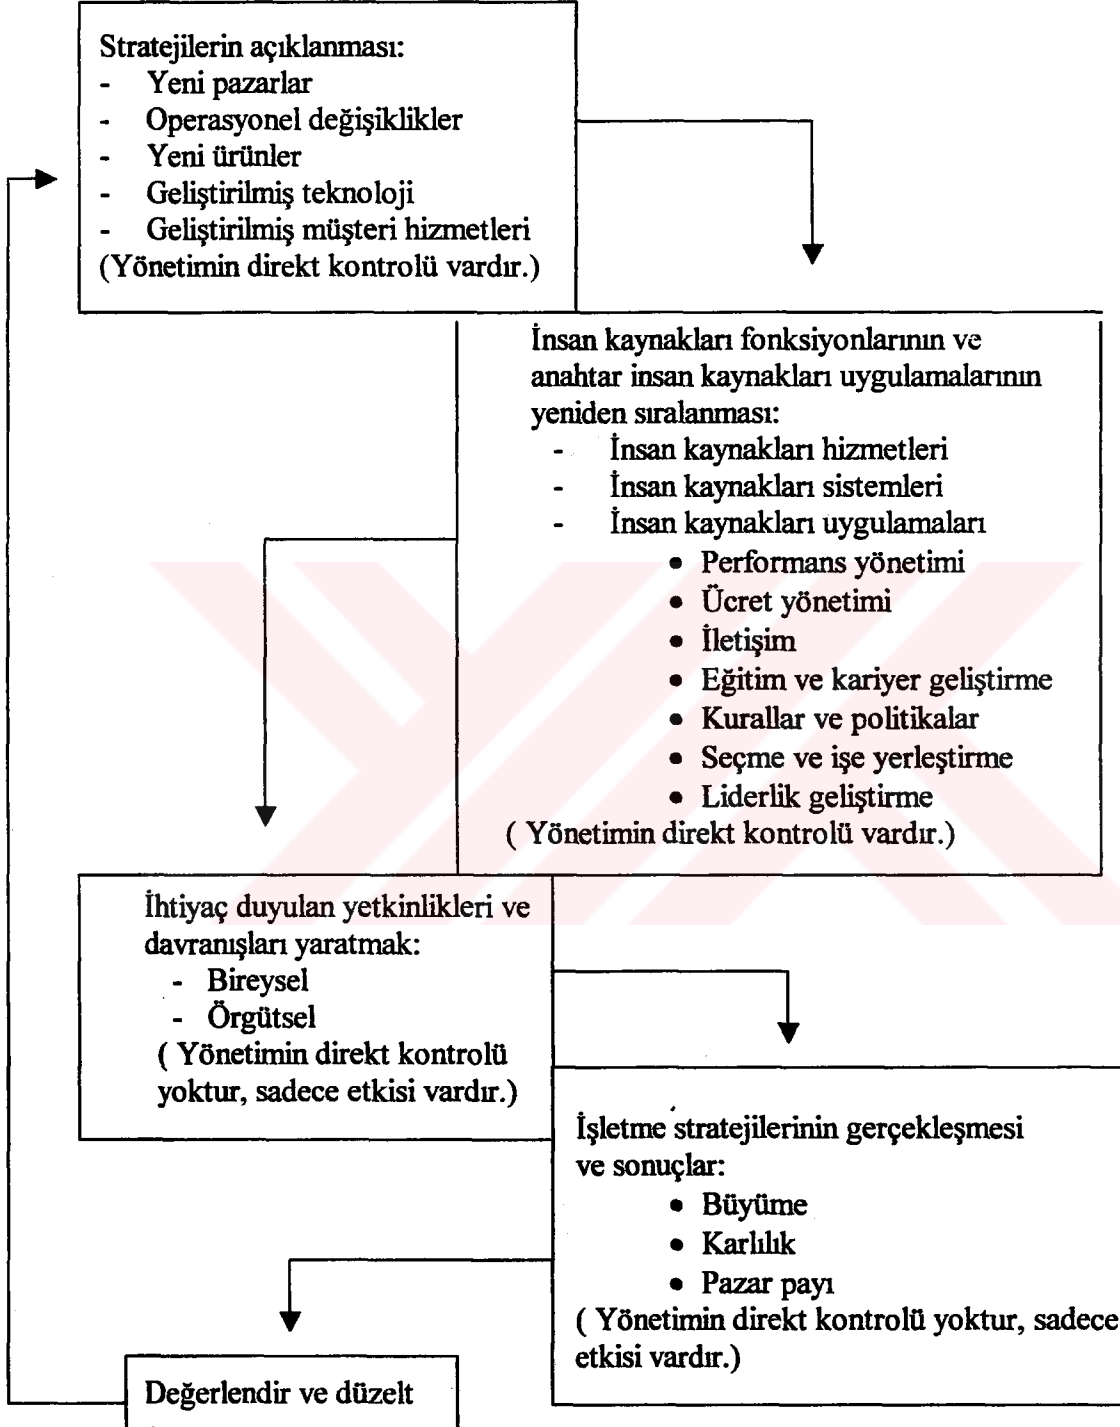 Stratejilerin açıklanması:
- Yeni pazarlar
- Operasyonel değişiklikler
- Yeni ürünler
- Geliştirilmiş teknoloji
- Geliştirilmiş müşteri hizmetleri
(Yönetimin direkt kontrolü vardır.)
İnsan kaynakları fonksiyonlarının ve
anahtar insan kaynakları uygulamalarının
yeniden sıralanması:
- İnsan kaynakları hizmetleri
- İnsan kaynakları sistemleri
- İnsan kaynakları uygulamaları
• Performans yönetimi
• Ücret yönetimi
• İletişim
• Eğitim ve kariyer geliştirme
• Kurallar ve politikalar
• Seçme ve işe yerleştirme
• Liderlik geliştirme
( Yönetimin direkt kontrolü vardır.)
İhtiyaç duyulan yetkinlikleri ve
davranışları yaratmak:
- Bireysel
- Örgütsel
( Yönetimin direkt kontrolü
yoktur, sadece etkisi vardır.)
İşletme stratejilerinin gerçekleşmesi
ve sonuçlar:
• Büyüme
• Karlılık
• Pazar payı
( Yönetimin direkt kontrolü yoktur, sadece
etkisi vardır.)
Değerlendir ve düzelt